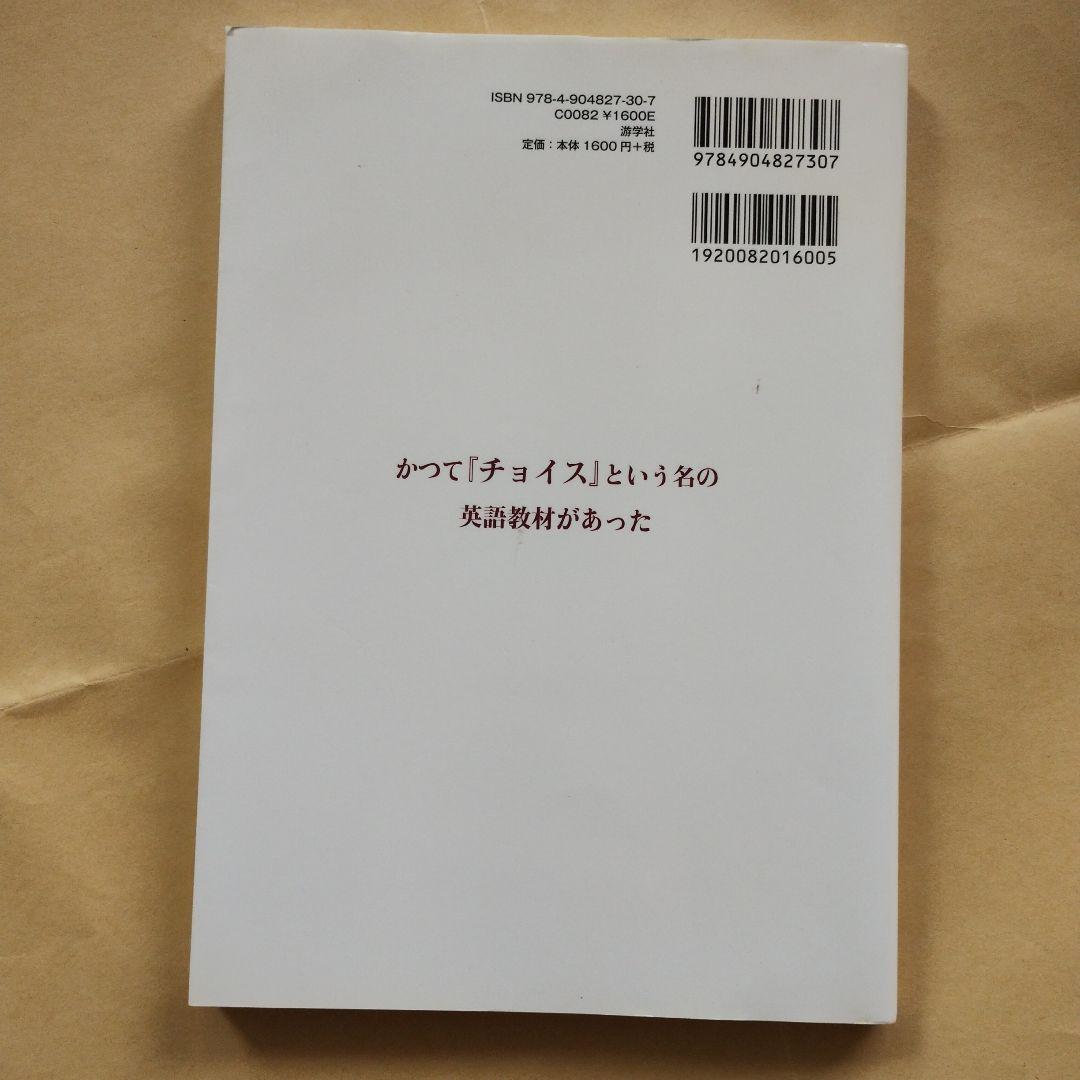 ISBN 978-4-904827-30-7
C0082 ¥1600E
游学社
定価：本体 1600 円+税
9784904827307
1920082016005
かつて『チョイス』という名の
英語教材があった